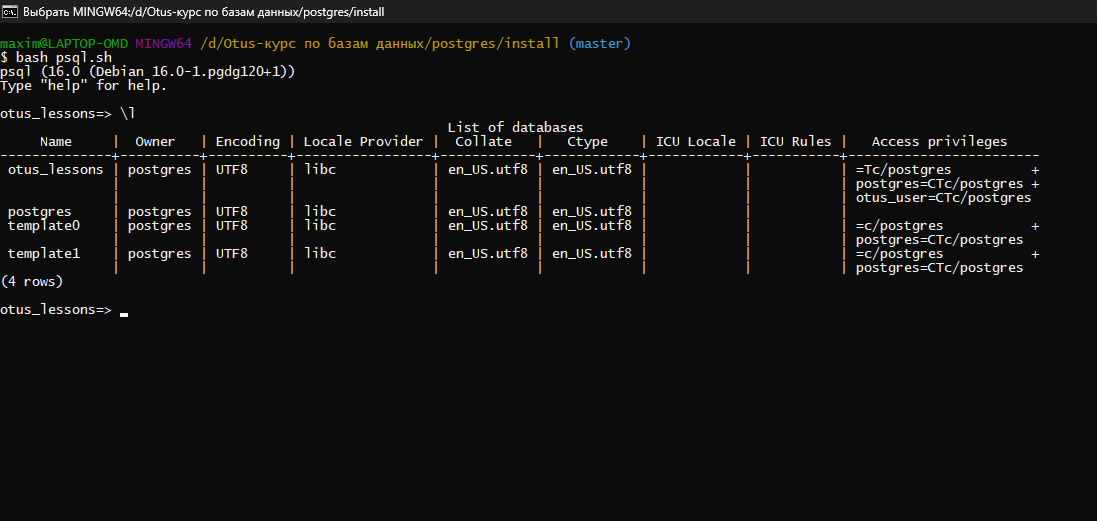 Выбрать MINGW64:/d/Otus-курс по базам данных/postgres/install
maxim@LAPTOP-OMD MINGW64 /d/Otus-курс по базам данных/postgres/install (master)
$ bash psql.sh
psql (16.0 (Debian 16.0-1.pgdg120+1))
Type "help" for help.
otus_lessons=> \l
                                                        List of databases
     Name     |  Owner   | Encoding | Locale Provider |  Collate   |   Ctype    | ICU Locale | ICU Rules |   Access privileges
--------------+----------+----------+-----------------+------------+------------+------------+-----------+------------------------
 otus_lessons | postgres | UTF8     | libc            | en_US.utf8 | en_US.utf8 |            |           | =Tc/postgres          +
              |          |          |                 |            |            |            |           | postgres=CTc/postgres +
              |          |          |                 |            |            |            |           | otus_user=CTc/postgres
 postgres     | postgres | UTF8     | libc            | en_US.utf8 | en_US.utf8 |            |           |
 template0    | postgres | UTF8     | libc            | en_US.utf8 | en_US.utf8 |            |           | =c/postgres           +
              |          |          |                 |            |            |            |           | postgres=CTc/postgres
 template1    | postgres | UTF8     | libc            | en_US.utf8 | en_US.utf8 |            |           | =c/postgres           +
              |          |          |                 |            |            |            |           | postgres=CTc/postgres
(4 rows)
otus_lessons=>